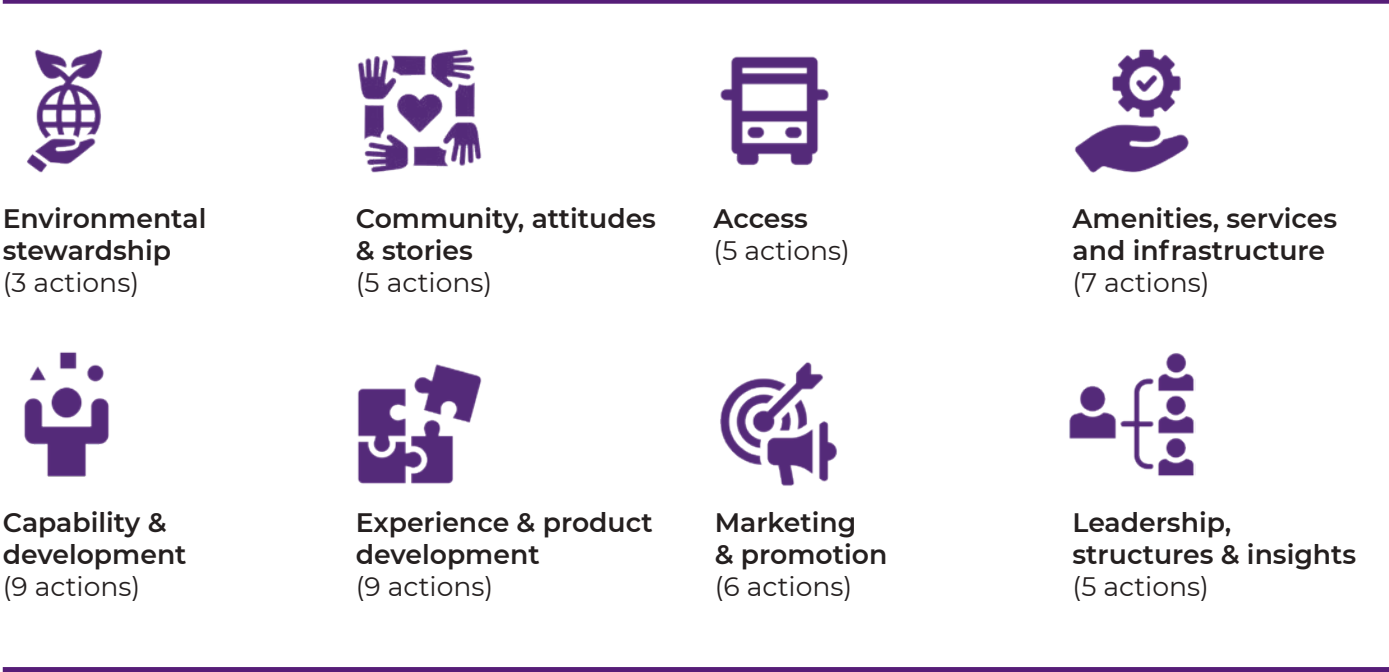 Environmental
stewardship
(3 actions)
Community, attitudes
& stories
(5 actions)
Access
(5 actions)
Amenities, services
and infrastructure
(7 actions)
Capability &
development
(9 actions)
Experience & product
development
(9 actions)
Marketing
& promotion
(6 actions)
Leadership,
structures & insights
(5 actions)